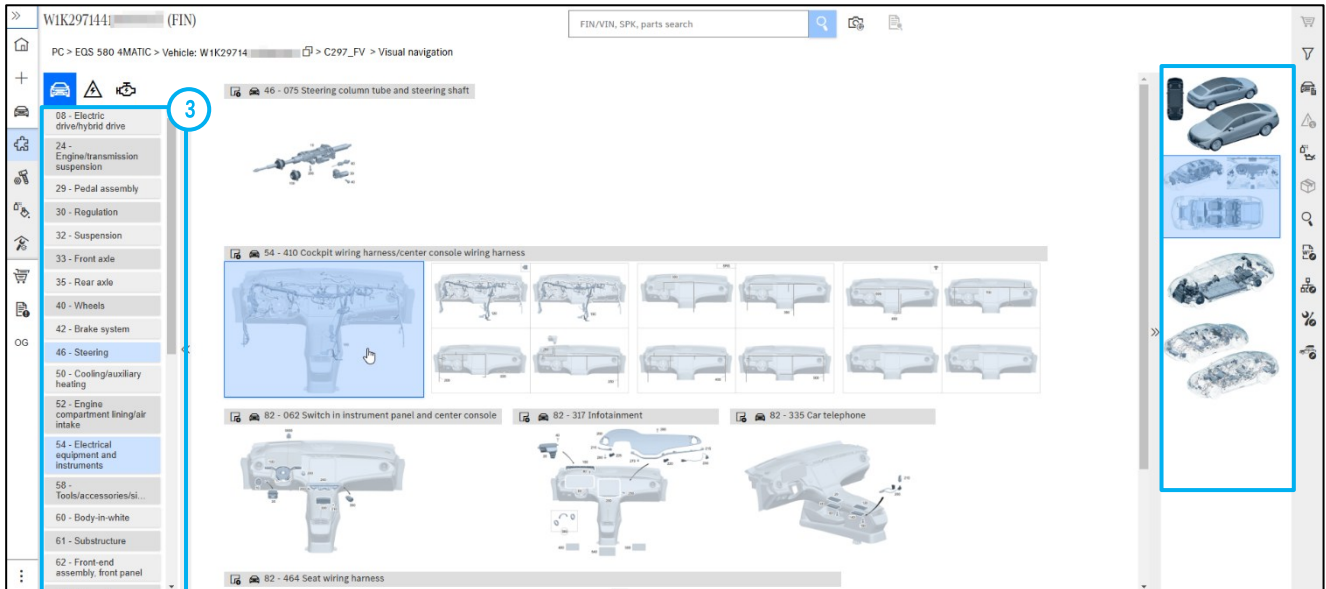 W1K2971441 (FIN)
FIN/VIN, SPK, parts search
PC > EQS 580 4MATIC > Vehicle: W1K29714 > C297_FV > Visual navigation
3
08 - Electric
drive/hybrid drive
24 -
Engine/transmission
suspension
29 - Pedal assembly
30 - Regulation
32 - Suspension
33 - Front axle
35 - Rear axle
40 - Wheels
42 - Brake system
46 - Steering
50 - Cooling/auxiliary
heating
52 - Engine
compartment lining/air
intake
54 - Electrical
equipment and
instruments
58 -
Tools/accessories/si...
60 - Body-in-white
61 - Substructure
62 - Front-end
assembly, front panel
OG
46 - 075 Steering column tube and steering shaft
54 - 410 Cockpit wiring harness/center console wiring harness
82 - 062 Switch in instrument panel and center console
82 - 317 Infotainment
82 - 335 Car telephone
82 - 464 Seat wiring harness